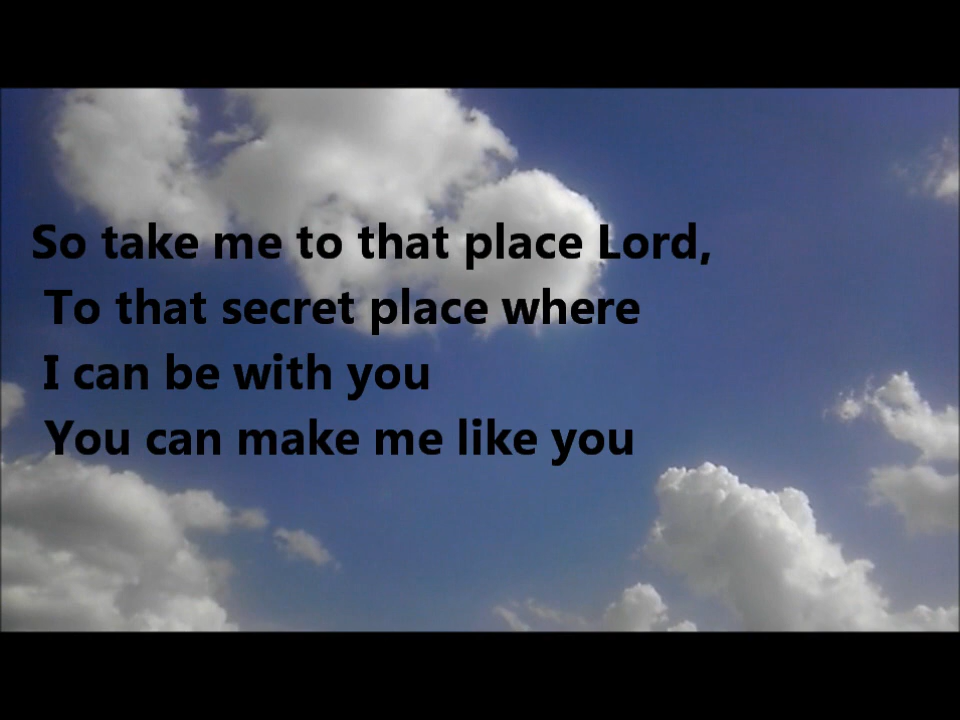 So take me to that place Lord,
To that secret place where
I can be with you
You can make me like you